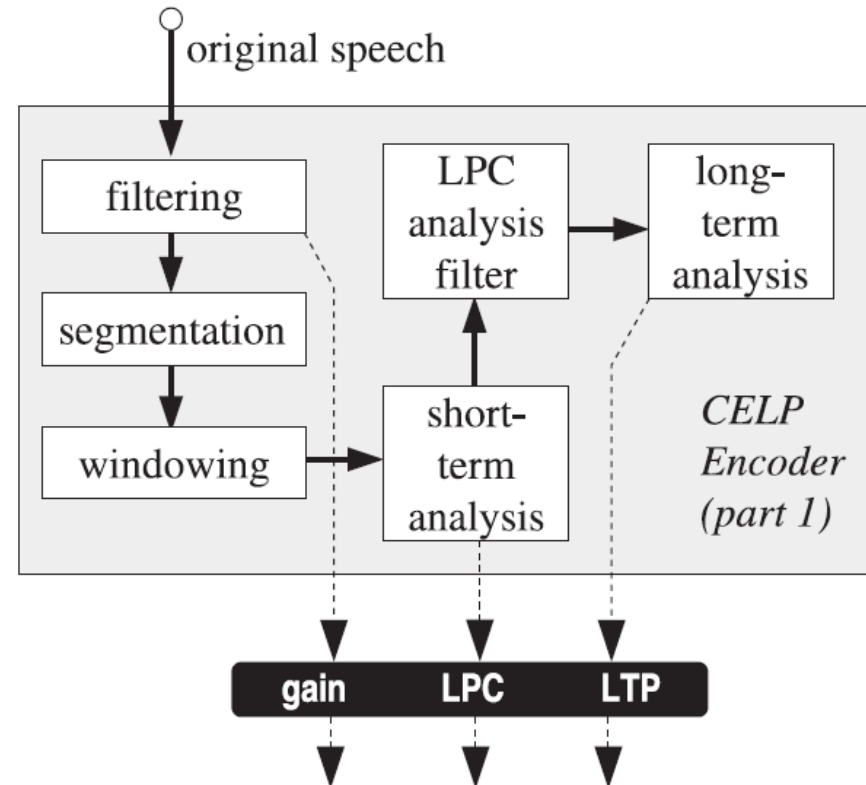 original speech
filtering
segmentation
windowing
LPC
analysis
filter
long-
term
analysis
short-
term
analysis
CELP
Encoder
(part 1)
gain LPC LTP